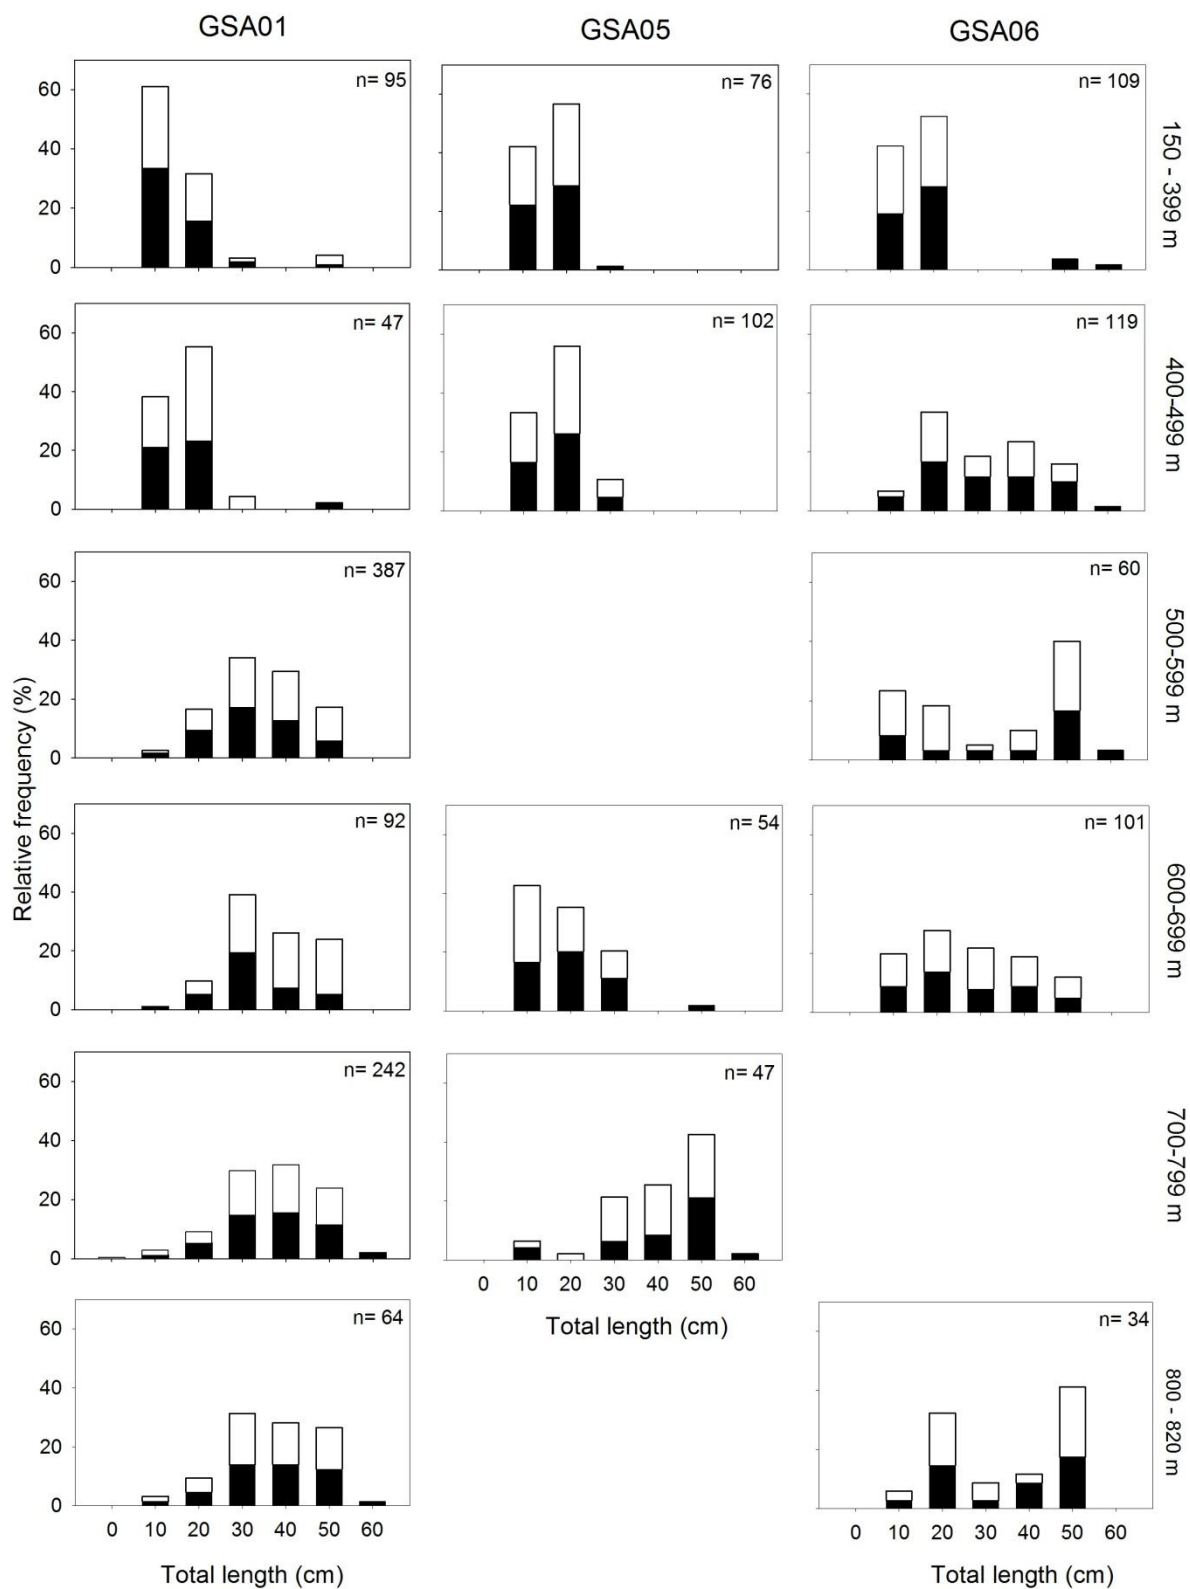 GSA01 GSA05 GSA06
n= 95 n= 76 n= 109
60
40
20
0
150 - 399 m
n= 47 n= 102 n= 119
60
40
20
0
400-499 m
n= 387 n= 60
60
40
20
0
500-599 m
Relative frequency (%)
n= 92 n= 54 n= 101
60
40
20
0
600-699 m
n= 242 n= 47
60
40
20
0
700-799 m
0 10 20 30 40 50 60
Total length (cm)
n= 64 n= 34
60
40
20
0
800 - 820 m
0 10 20 30 40 50 60
0 10 20 30 40 50 60
Total length (cm)
Total length (cm)